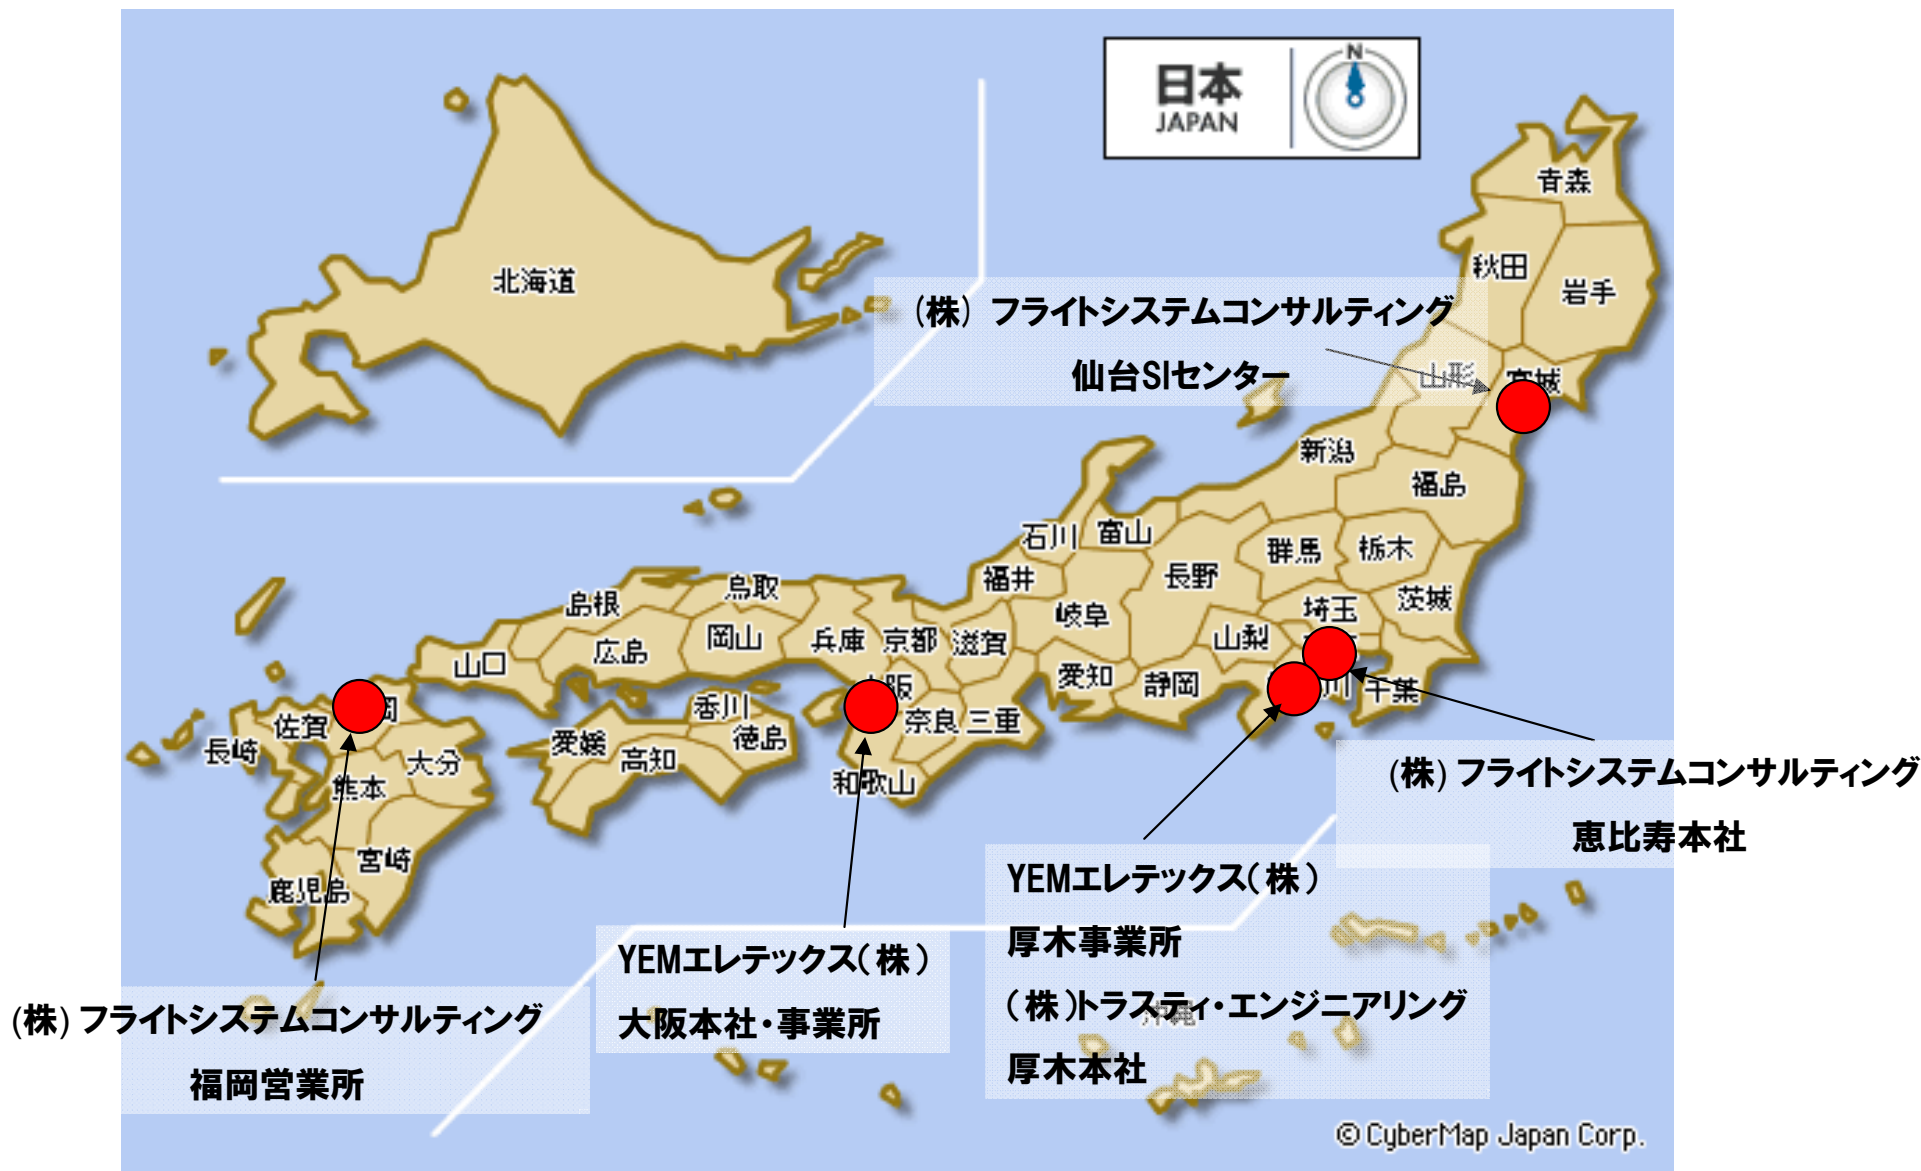 日本
JAPAN
N
青森
北海道
秋田
岩手
(株) フライトシステムコンサルティング
仙台SIセンター
山形
宮城
新潟
福島
石川
富山
群馬
栃木
福井
長野
鳥取
島根
岐阜
埼玉
茨城
岡山
兵庫
京都
滋賀
山梨
広島
山口
愛知
静岡
千葉
川
阪
香川
岡
佐賀
奈良
三重
徳島
長崎
愛媛
高知
大分
和歌山
熊本
(株) フライトシステムコンサルティング
恵比寿本社
宮崎
鹿児島
YEMエレテックス(株)
厚木事業所
(株)トラスティ・エンジニアリング
厚木本社
沖縄
YEMエレテックス(株)
大阪本社・事業所
(株) フライトシステムコンサルティング
福岡営業所
© CyberMap Japan Corp.